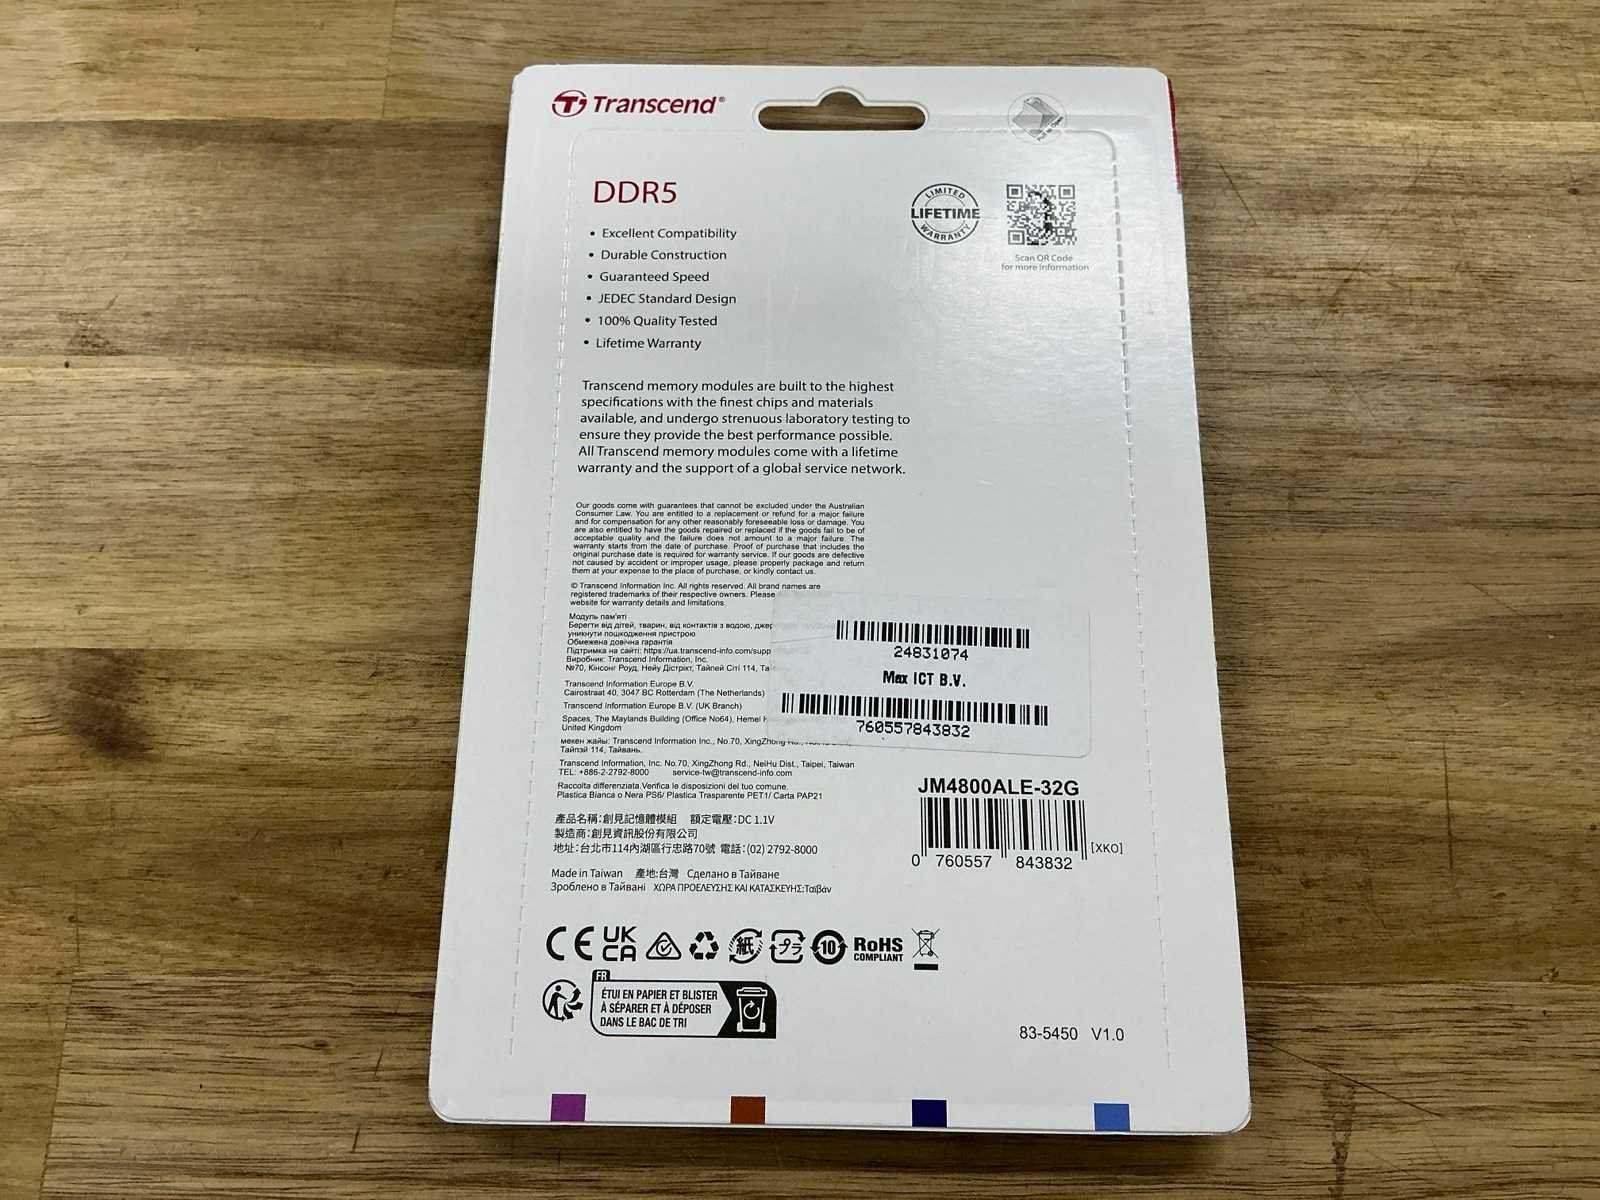 Transcend®
Pull to Open
DDR5
• Excellent Compatibility
• Durable Construction
• Guaranteed Speed
• JEDEC Standard Design
• 100% Quality Tested
• Lifetime Warranty
LIMITED
LIFETIME
WARRANTY
Scan QR Code
for more information
Transcend memory modules are built to the highest
specifications with the finest chips and materials
available, and undergo strenuous laboratory testing to
ensure they provide the best performance possible.
All Transcend memory modules come with a lifetime
warranty and the support of a global service network.
Our goods come with guarantees that cannot be excluded under the Australian
Consumer Law. You are entitled to a replacement or refund for a major failure
and for compensation for any other reasonably foreseeable loss or damage. You
are also entitled to have the goods repaired or replaced if the goods fail to be of
acceptable quality and the failure does not amount to a major failure. The
warranty starts from the date of purchase. Proof of purchase that includes the
original purchase date is required for warranty service. If our goods are defective
not caused by accident or improper usage, please properly package and return
them at your expense to the place of purchase, or kindly contact us.
© Transcend Information Inc. All rights reserved. All brand names are
registered trademarks of their respective owners. Please
website for warranty details and limitations.
Модуль пам'яті
Берегти від дітей, тварин, від контактів з водою,
уникнути пошкодження пристрою
Обмежена довічна гарантія
Підтримка на сайті: https://ua.transcend-info.com/supp
Виробник: Transcend Information, Inc.
№70, Кінсонг Роуд, Нейу Дістрікт, Тайпей Сіті 114,
Transcend Information Europe B.V.
Cairostraat 40, 3047 BC Rotterdam (The Netherlands)
Transcend Information Europe B.V. (UK Branch)
Spaces, The Maylands Building (Office No64), Hemel
United Kingdom
мекен жайы: Transcend Information Inc., No.70, XingZhong
Тайпэй 114, Тайвань.
Transcend Information, Inc. No.70, XingZhong Rd., NeiHu Dist., Taipei, Taiwan
TEL: +886-2-2792-8000 service-tw@transcend-info.com
Raccolta differenziata.Verifica le disposizioni del tuo comune.
Plastica Bianca o Nera PS6/ Plastica Trasparente PET1/ Carta PAP21
產品名稱:創見記憶體模組 額定電壓:DC 1.1V
製造商:創見資訊股份有限公司
地址:台北市114內湖區行忠路70號 電話:(02) 2792-8000
Made in Taiwan 產地:台灣 Сделано в Тайване
Зроблено в Тайвані ΧΩΡΑ ΠΡΟΕΛΕΥΣΗΣ ΚΑΙ ΚΑΤΑΣΚΕΥΗΣ:Ταϊβάν
24831074
Max ICT B.V.
760557843832
JM4800ALE-32G
0 760557 843832
[XKO]
CE UK CA 紙 プラ 10 RoHS COMPLIANT
FR
ÉTUI EN PAPIER ET BLISTER
À SÉPARER ET À DÉPOSER
DANS LE BAC DE TRI
83-5450 V1.0